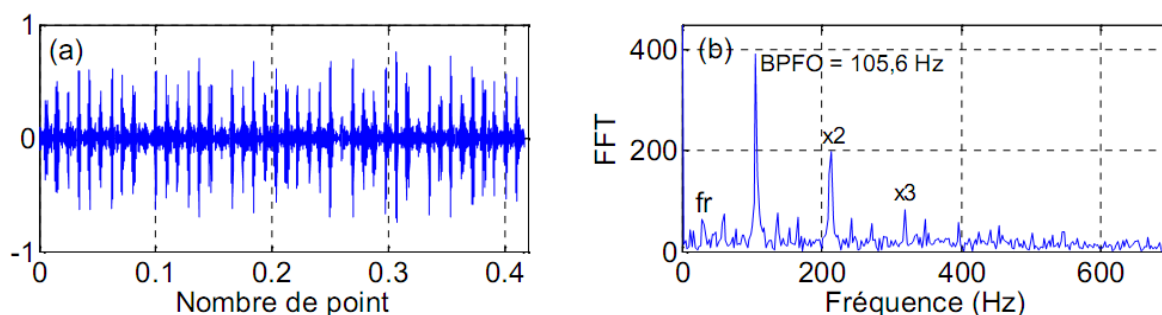 (a)
1
0
-1
0
0.1
0.2
0.3
0.4
Nombre de point
(b)
400
200
0
FFT
BPFO = 105,6 Hz
x2
x3
fr
0
200
400
600
Fréquence (Hz)